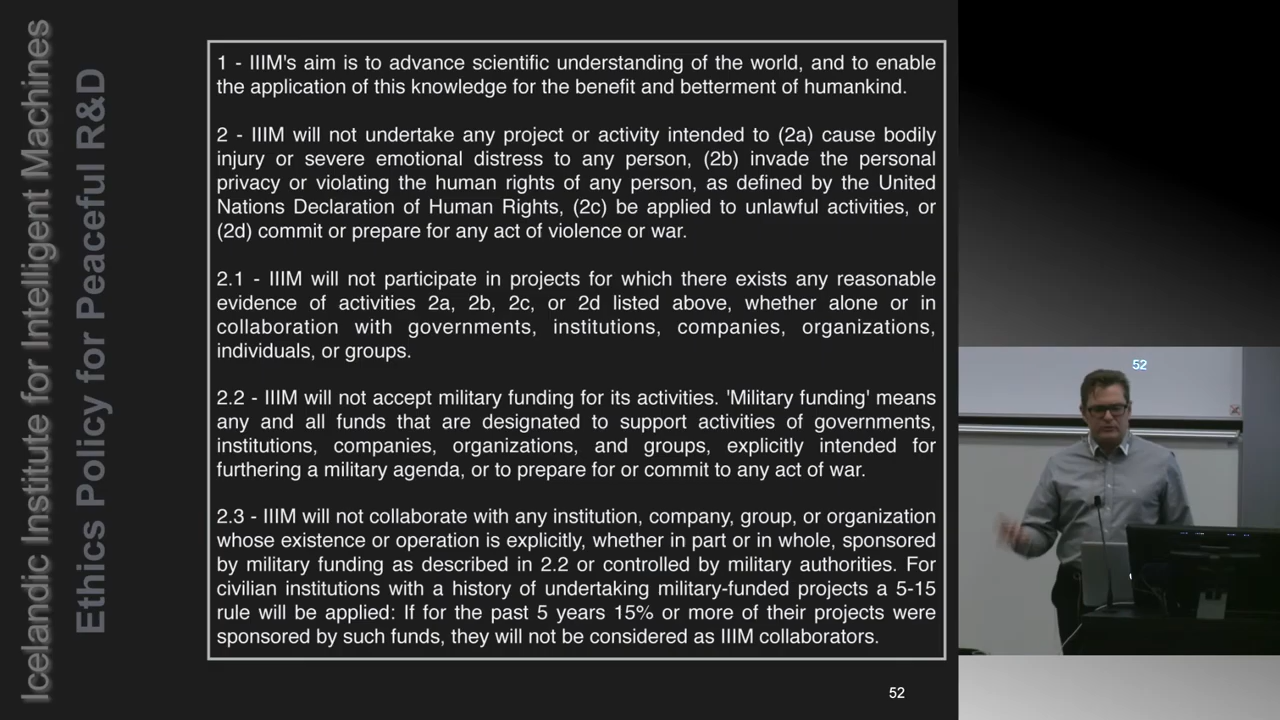 Icelandic Institute for Intelligent Machines
Ethics Policy for Peaceful R&D
1 - IIIM's aim is to advance scientific understanding of the world, and to enable
the application of this knowledge for the benefit and betterment of humankind.
2 - IIIM will not undertake any project or activity intended to (2a) cause bodily
injury or severe emotional distress to any person, (2b) invade the personal
privacy or violating the human rights of any person, as defined by the United
Nations Declaration of Human Rights, (2c) be applied to unlawful activities, or
(2d) commit or prepare for any act of violence or war.
2.1 - IIIM will not participate in projects for which there exists any reasonable
evidence of activities 2a, 2b, 2c, or 2d listed above, whether alone or in
collaboration with governments, institutions, companies, organizations,
individuals, or groups.
2.2 - IIIM will not accept military funding for its activities. 'Military funding' means
any and all funds that are designated to support activities of governments,
institutions, companies, organizations, and groups, explicitly intended for
furthering a military agenda, or to prepare for or commit to any act of war.
2.3 - IIIM will not collaborate with any institution, company, group, or organization
whose existence or operation is explicitly, whether in part or in whole, sponsored
by military funding as described in 2.2 or controlled by military authorities. For
civilian institutions with a history of undertaking military-funded projects a 5-15
rule will be applied: If for the past 5 years 15% or more of their projects were
sponsored by such funds, they will not be considered as IIIM collaborators.
52
52